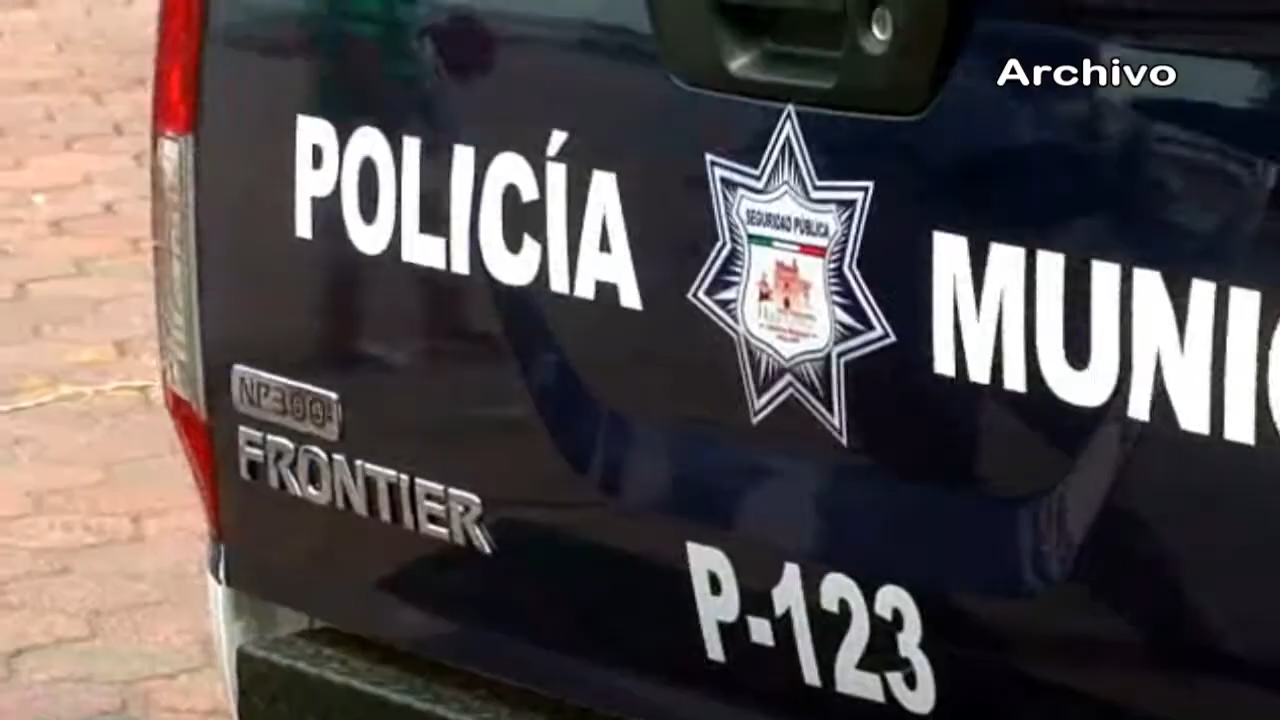 Archivo
POLICÍA MUNIC
SEGURIDAD PÚBLICA
NP300
FRONTIER
P-123